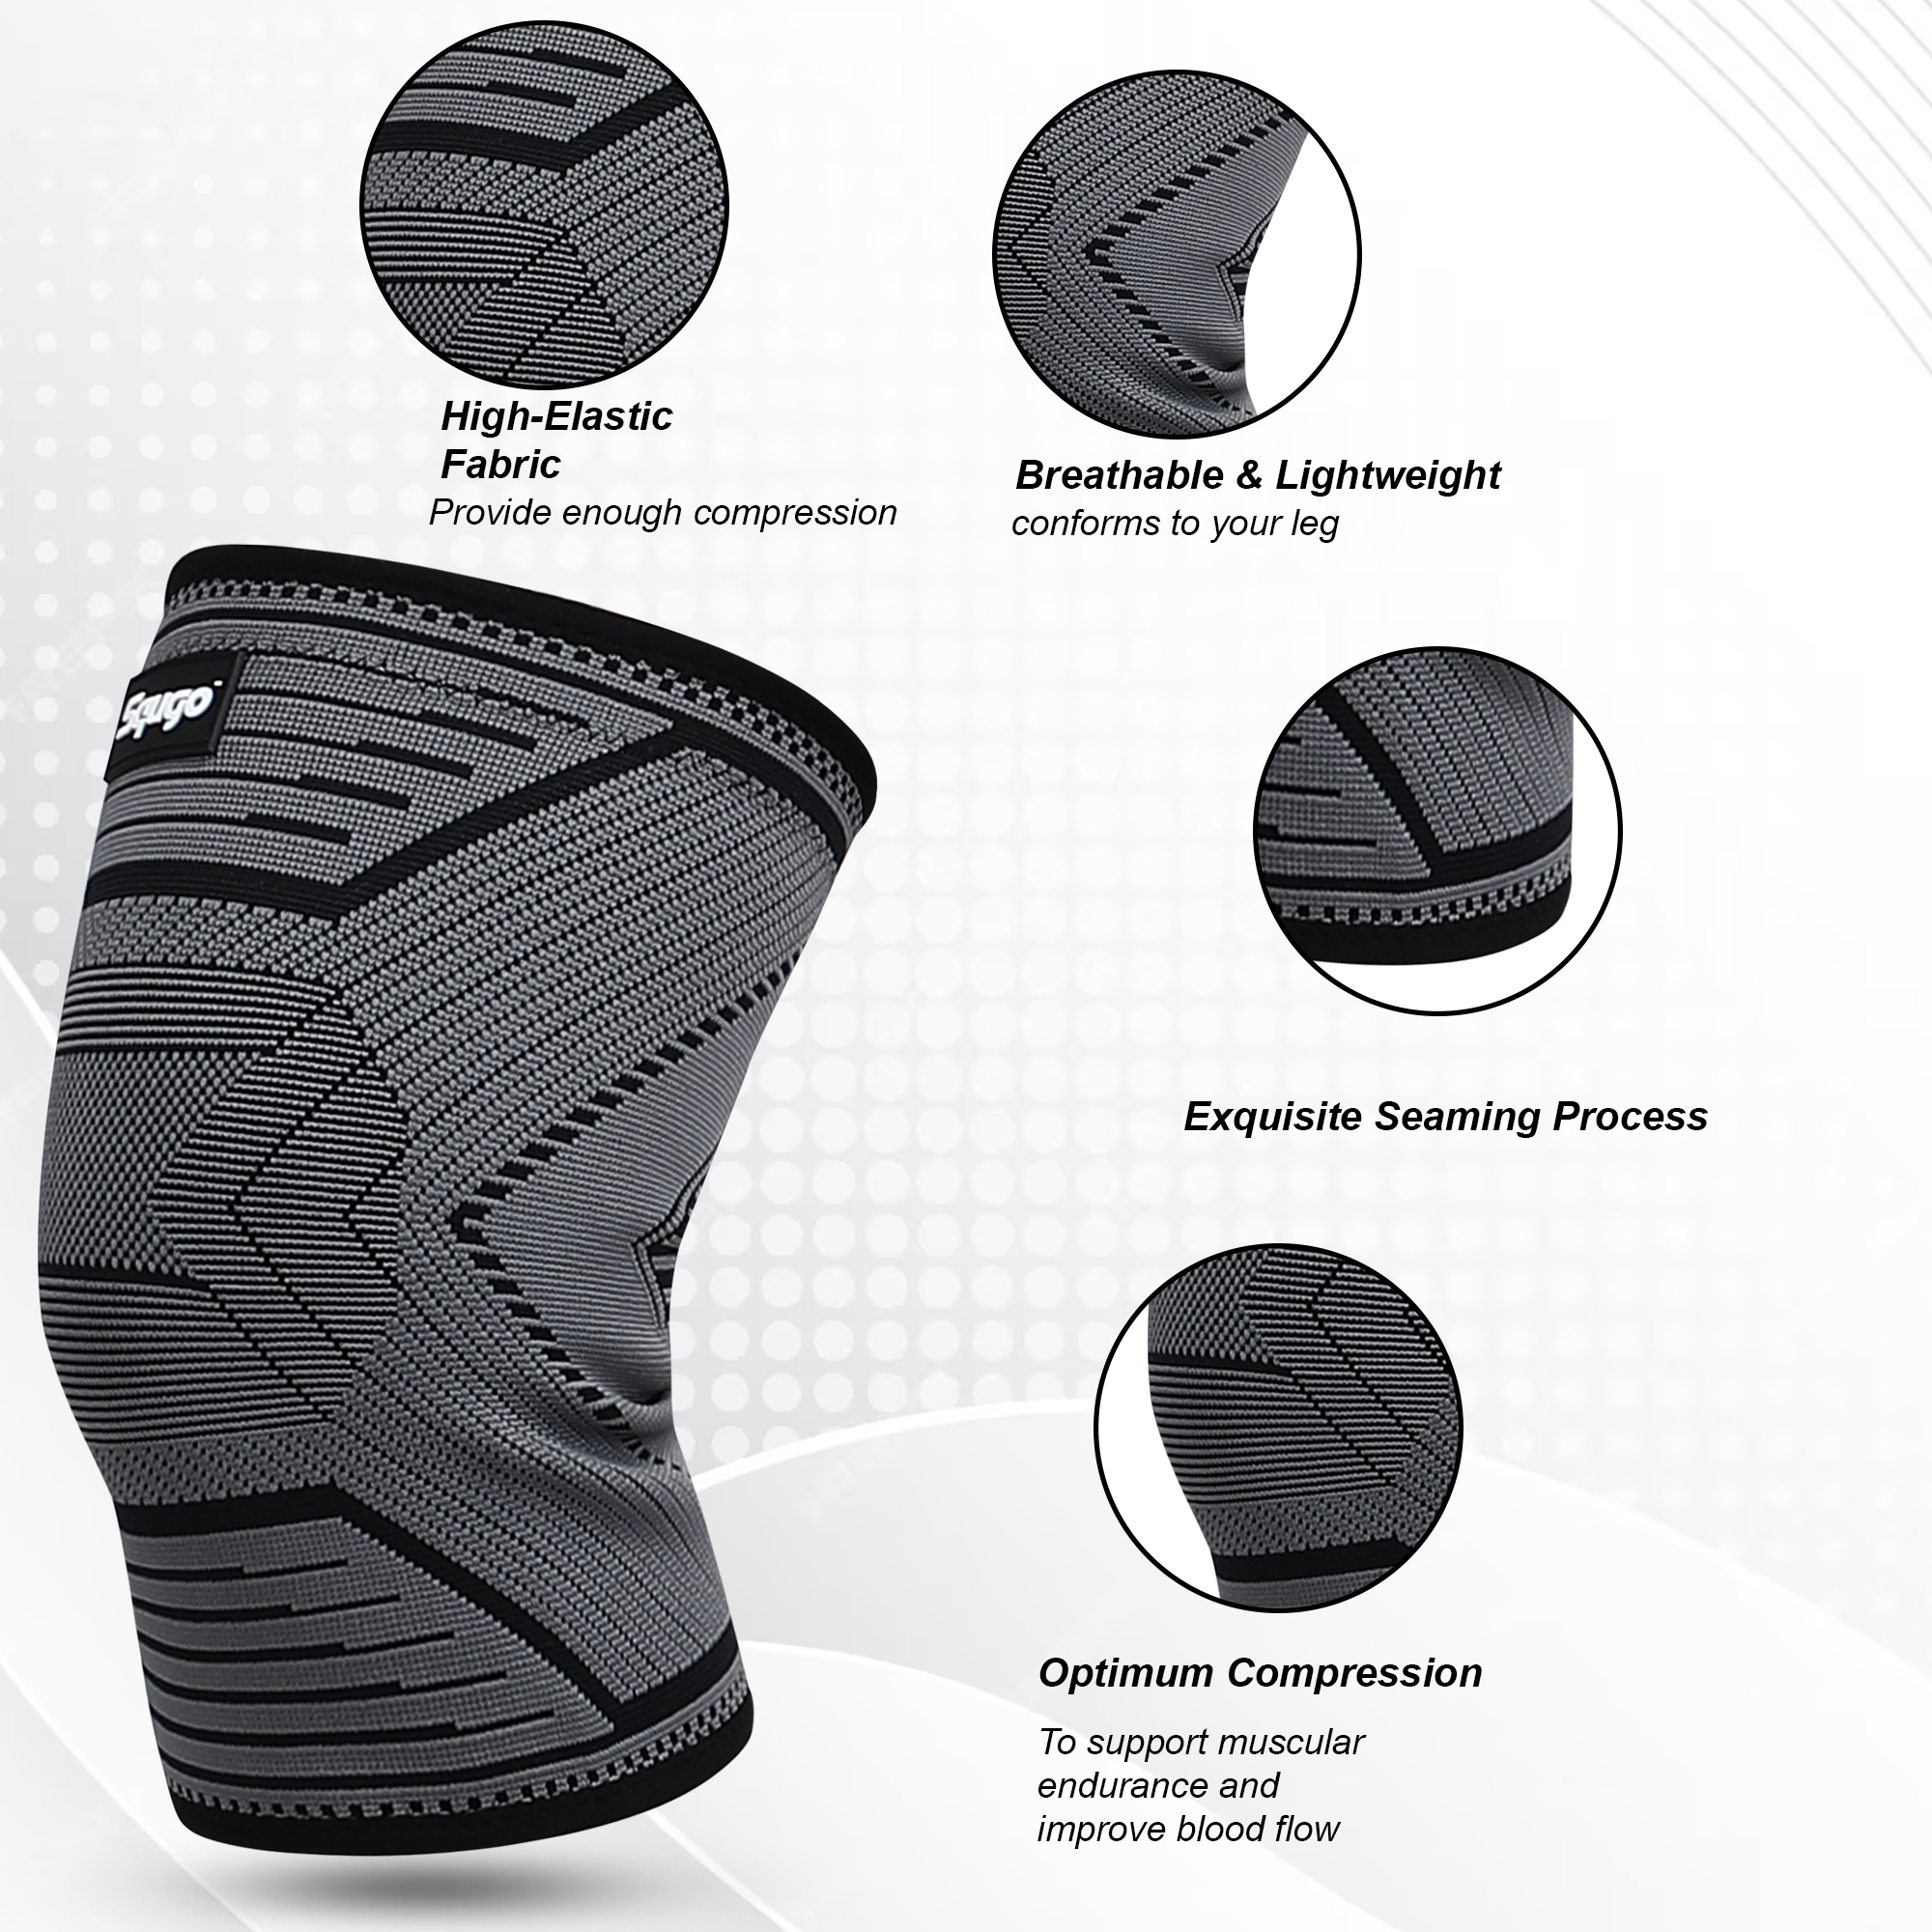 High-Elastic
Fabric
Provide enough compression
Breathable & Lightweight
conforms to your leg
Sqygo
Exquisite Seaming Process
Optimum Compression
To support muscular
endurance and
improve blood flow